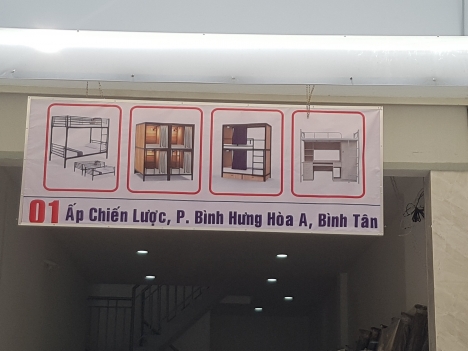 01 Ấp Chiến Lược, P. Bình Hưng Hòa A, Bình Tân